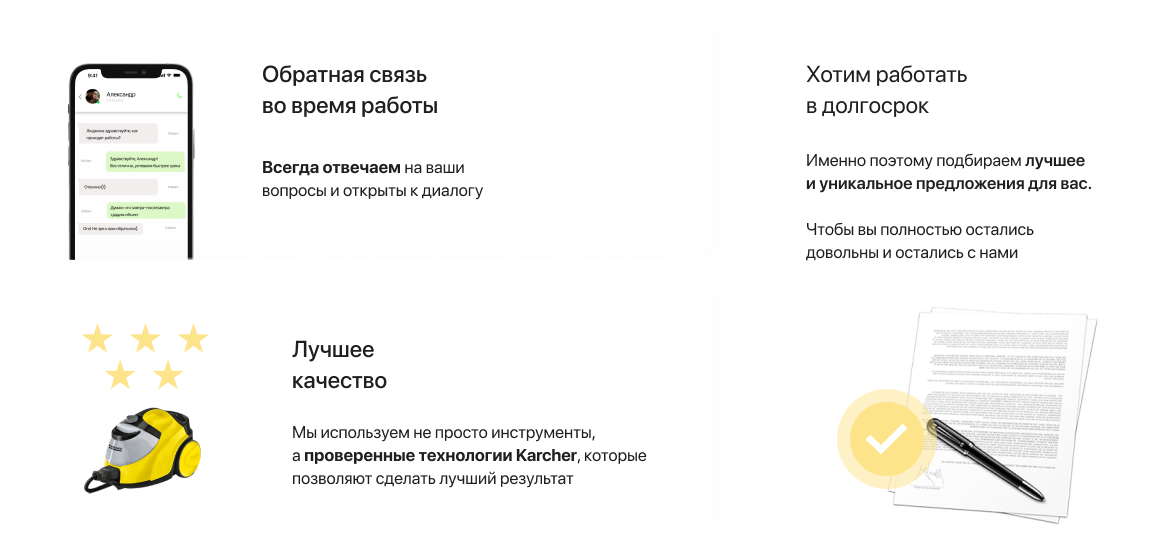 Обратная связь
во время работы
Всегда отвечаем на ваши
вопросы и открыты к диалогу
9:41
Александр
Людмила здравствуйте, как
проходят работы?
Здравствуйте, Александр!
Все отлично, успеваем быстрее срока
Отлично))
Думаю что завтра-послезавтра
сдадим объект
Хотим работать
в долгосрок
Именно поэтому подбираем лучшее
и уникальное предложения для вас.
Чтобы вы полностью остались
довольны и остались с нами
Лучшее
качество
Мы используем не просто инструменты,
а проверенные технологии Karcher, которые
позволяют сделать лучший результат